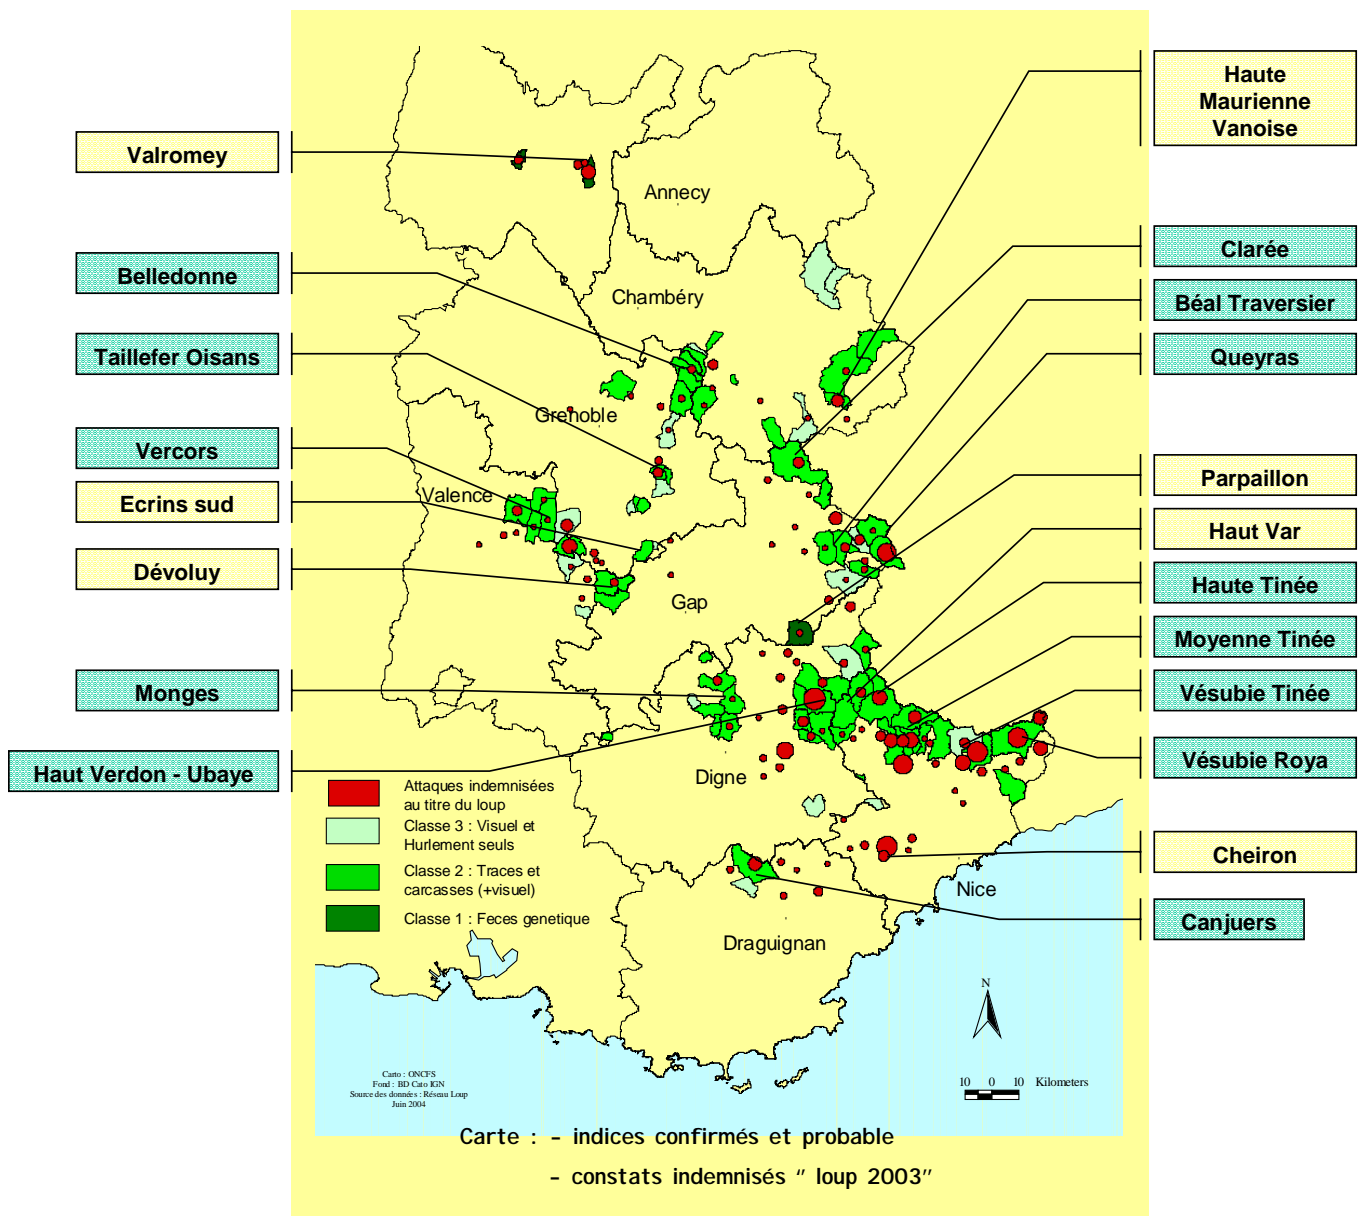 Haute
Maurienne
Vanoise
Valromey
Annecy
Clarée
Belledonne
Chambéry
Béal Traversier
Taillefer Oisans
Queyras
Grenoble
Vercors
Parpaillon
Ecrins sud
Valence
Haut Var
Dévoluy
Haute Tinée
Gap
Moyenne Tinée
Monges
Vésubie Tinée
Haut Verdon - Ubaye
Digne
Vésubie Roya
Attaques indemnisées
au titre du loup
Classe 3 : Visuel et
Hurlement seuls
Cheiron
Classe 2 : Traces et
carcasses (+visuel)
Nice
Classe 1 : Feces genetique
Canjuers
Draguignan
N
Carto : ONCFS
Fond : BD Cato IGN
Source des données : Réseau Loup
Juin 2004
10 0 10 Kilometers
Carte : - indices confirmés et probable
- constats indemnisés " loup 2003"